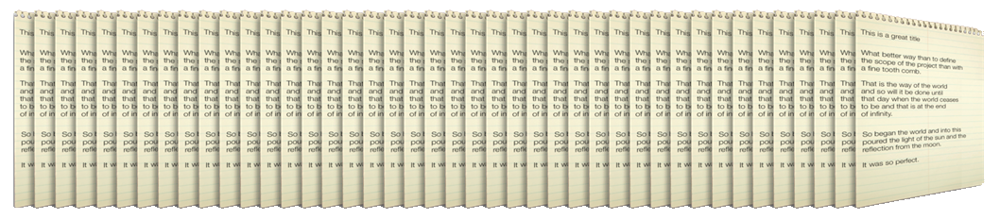 This is a great title
What better way than to define
the scope of the project than with
a fine tooth comb.
That is the way of the world
and so will it be done until
that day when the world ceases
to be and that is at the end
of infinity.
So began the world and into this
poured the light of the sun and the
reflection from the moon.
It was so perfect.